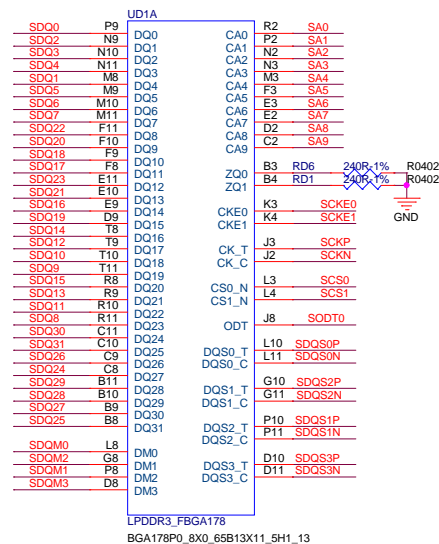 UD1A
SDQ0 P9 DQ0 CA0 R2 SA0
SDQ2 N9 DQ1 CA1 P2 SA1
SDQ3 N10 DQ2 CA2 N2 SA2
SDQ4 N11 DQ3 CA3 N3 SA3
SDQ1 M8 DQ4 CA4 M3 SA4
SDQ5 M9 DQ5 CA5 F3 SA5
SDQ6 M10 DQ6 CA6 E3 SA6
SDQ7 M11 DQ7 CA7 E2 SA7
SDQ22 F11 DQ8 CA8 D2 SA8
SDQ20 F10 DQ9 CA9 C2 SA9
SDQ18 F9 DQ10
SDQ17 F8 DQ11 ZQ0 B3 RD6 240R-1% R0402
SDQ23 E11 DQ12 ZQ1 B4 RD1 240R-1% R0402
SDQ21 E10 DQ13
SDQ16 E9 DQ14 CKE0 K3 SCKE0
SDQ19 D9 DQ15 CKE1 K4 SCKE1
GND
SDQ14 T8 DQ16
SDQ12 T9 DQ17 CK_T J3 SCKP
SDQ10 T10 DQ18 CK_C J2 SCKN
SDQ9 T11 DQ19
SDQ15 R8 DQ20 CS0_N L3 SCS0
SDQ13 R9 DQ21 CS1_N L4 SCS1
SDQ11 R10 DQ22
SDQ8 R11 DQ23 ODT J8 SODT0
SDQ30 C11 DQ24
SDQ31 C10 DQ25 DQS0_T L10 SDQS0P
SDQ26 C9 DQ26 DQS0_C L11 SDQS0N
SDQ24 C8 DQ27
SDQ29 B11 DQ28 DQS1_T G10 SDQS2P
SDQ28 B10 DQ29 DQS1_C G11 SDQS2N
SDQ27 B9 DQ30
SDQ25 B8 DQ31 DQS2_T P10 SDQS1P
DQS2_C P11 SDQS1N
SDQM0 L8 DM0
SDQM2 G8 DM1 DQS3_T D10 SDQS3P
SDQM1 P8 DM2 DQS3_C D11 SDQS3N
SDQM3 D8 DM3
LPDDR3_FBGA178
BGA178P0_8X0_65B13X11_5H1_13